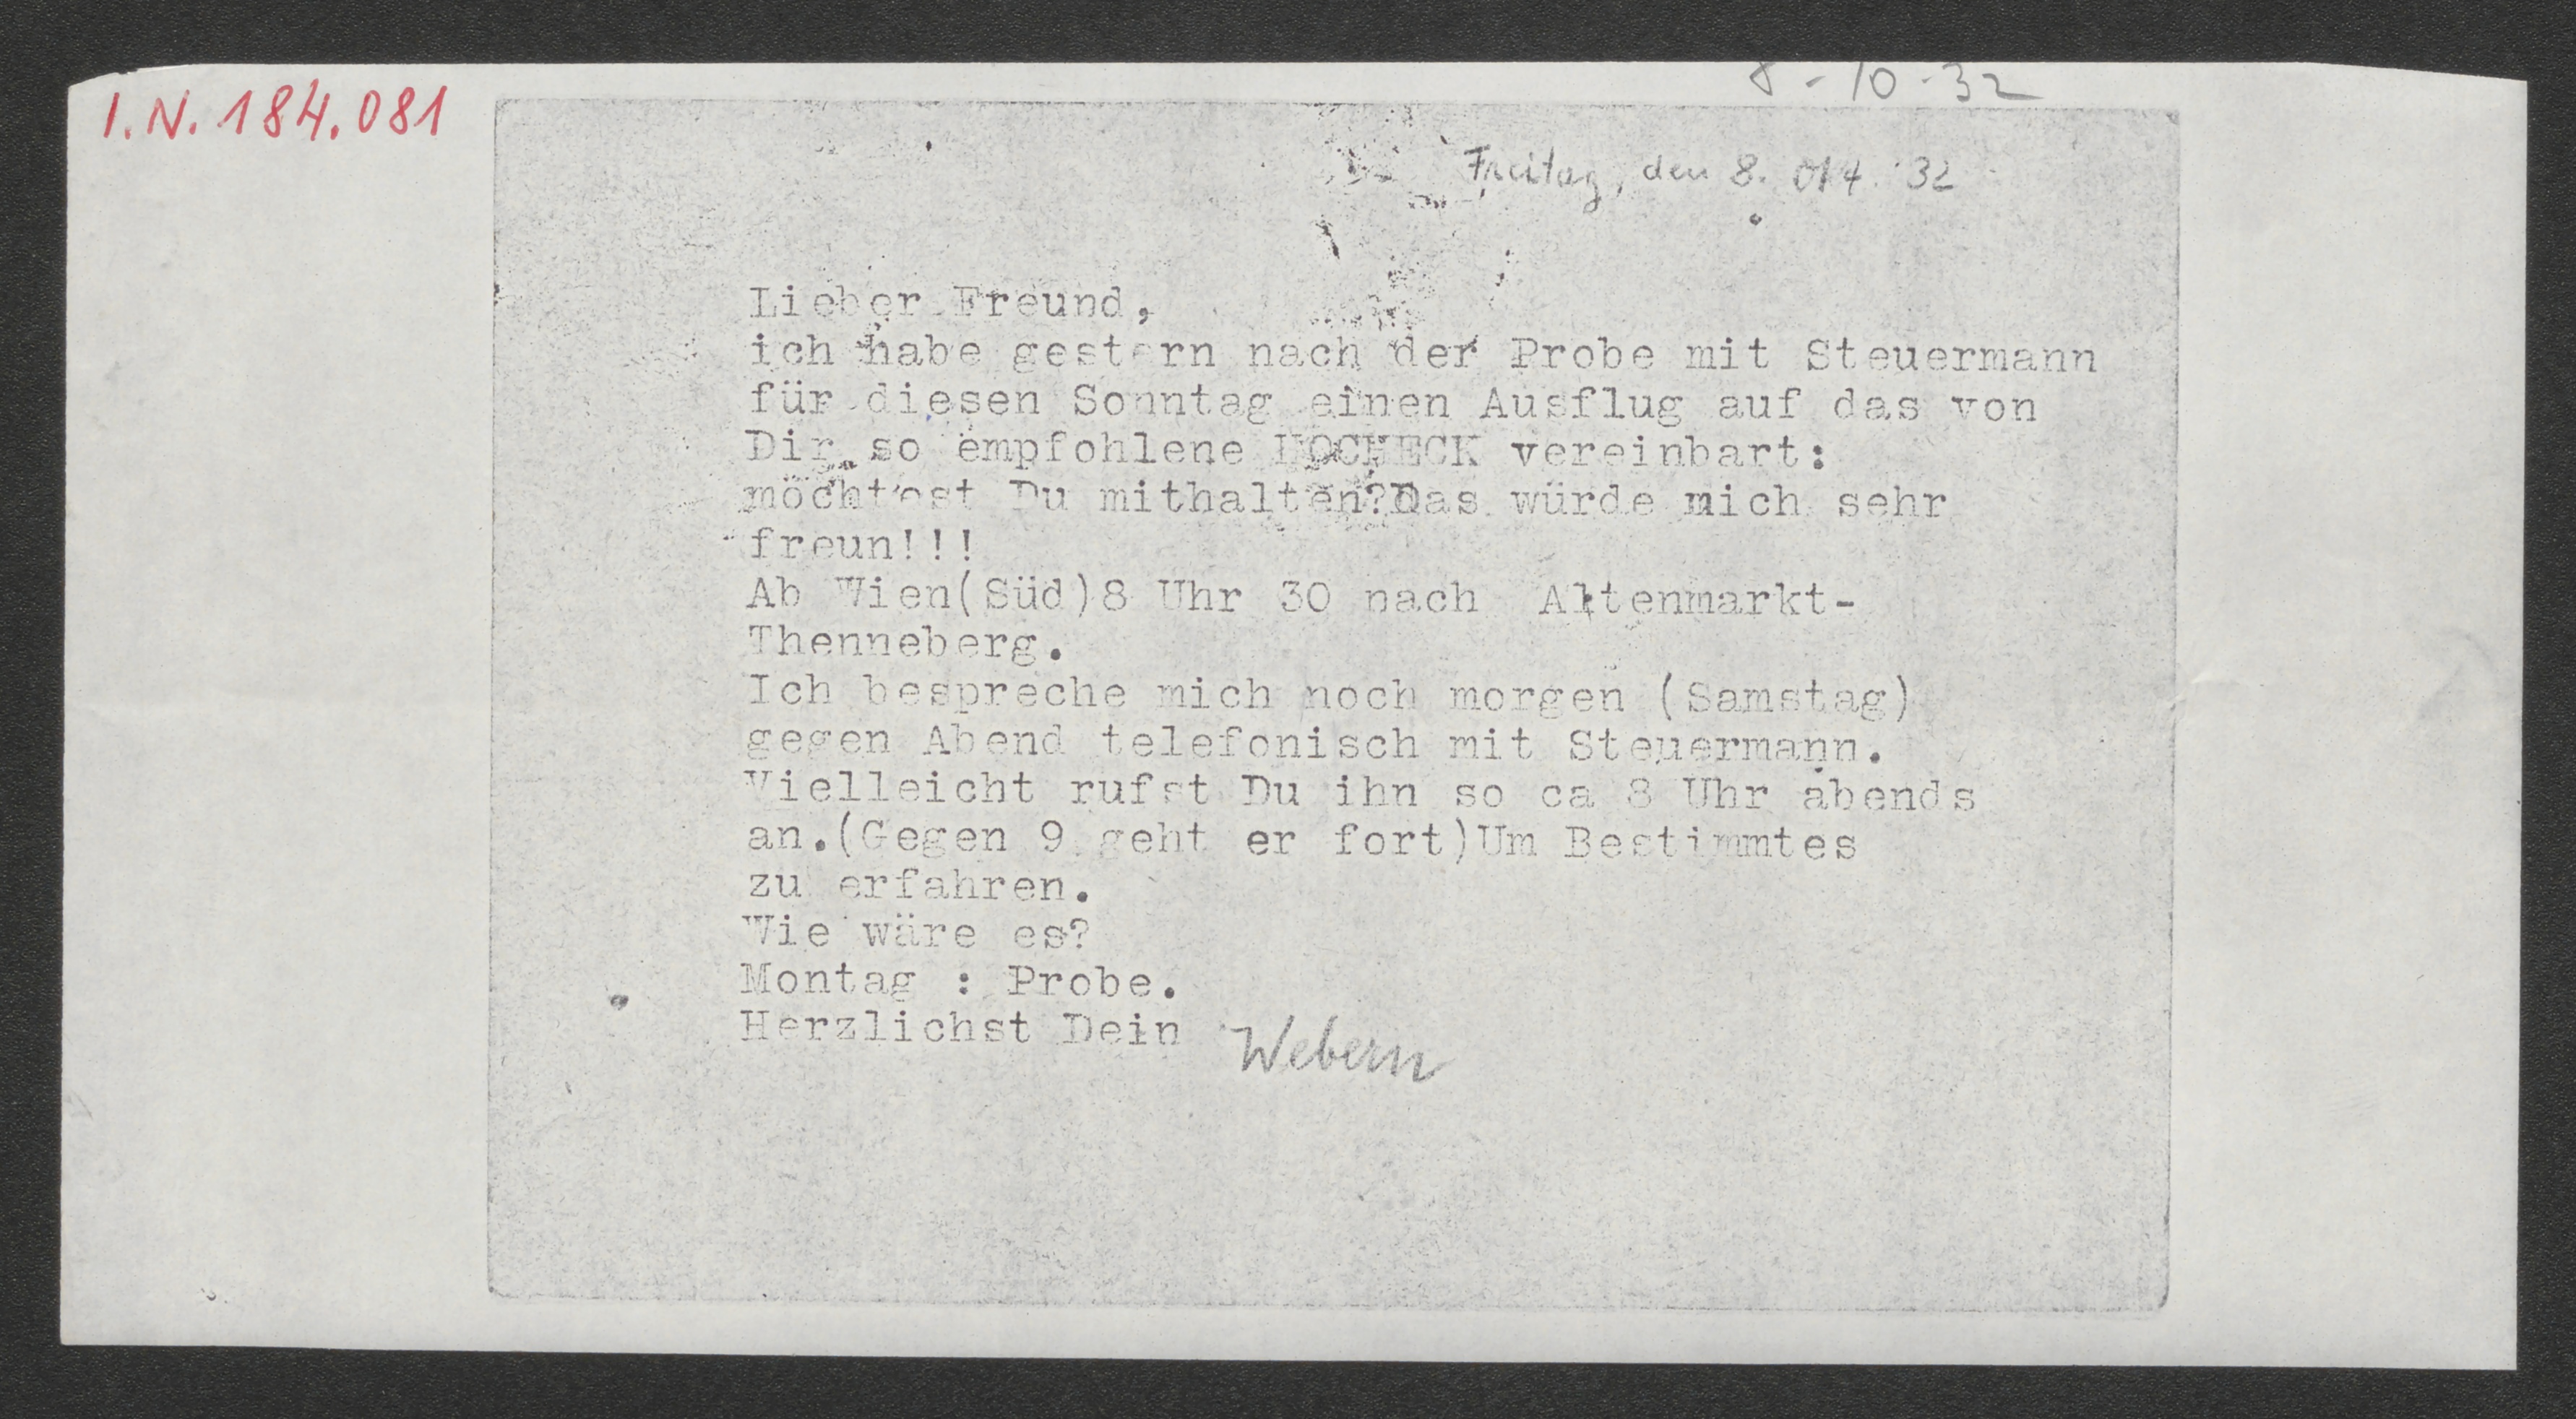 I.N. 184.081
8-10-32
Freitag, den 8. Okt. 32
Lieber Freund,
ich habe gestern nach der Probe mit Steuermann
für diesen Sonntag einen Ausflug auf das von
Dir so empfohlene HOCHECK vereinbart:
möchtest Du mithalten?Das würde mich sehr
freun!!!
Ab Wien(Süd)8 Uhr 30 nach Altenmarkt-
Thenneberg.
Ich bespreche mich noch morgen (Samstag)
gegen Abend telefonisch mit Steuermann.
Vielleicht rufst Du ihn so ca 8 Uhr abends
an.(Gegen 9 geht er fort)Um Bestimmtes
zu erfahren.
Wie wäre es?
Montag : Probe.
Herzlichst Dein Webern